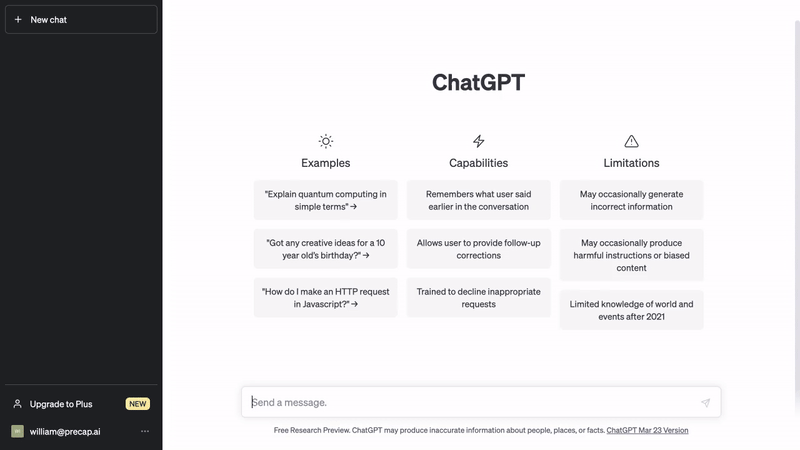 New chat
ChatGPT
Examples
Capabilities
Limitations
"Explain quantum computing in
simple terms" →
Remembers what user said
earlier in the conversation
May occasionally generate
incorrect information
"Got any creative ideas for a 10
year old's birthday?" →
Allows user to provide follow-up
corrections
May occasionally produce
harmful instructions or biased
content
"How do I make an HTTP request
in Javascript?" →
Trained to decline inappropriate
requests
Limited knowledge of world and
events after 2021
Upgrade to Plus
NEW
william@precap.ai
Send a message.
Free Research Preview. ChatGPT may produce inaccurate information about people, places, or facts. ChatGPT Mar 23 Version